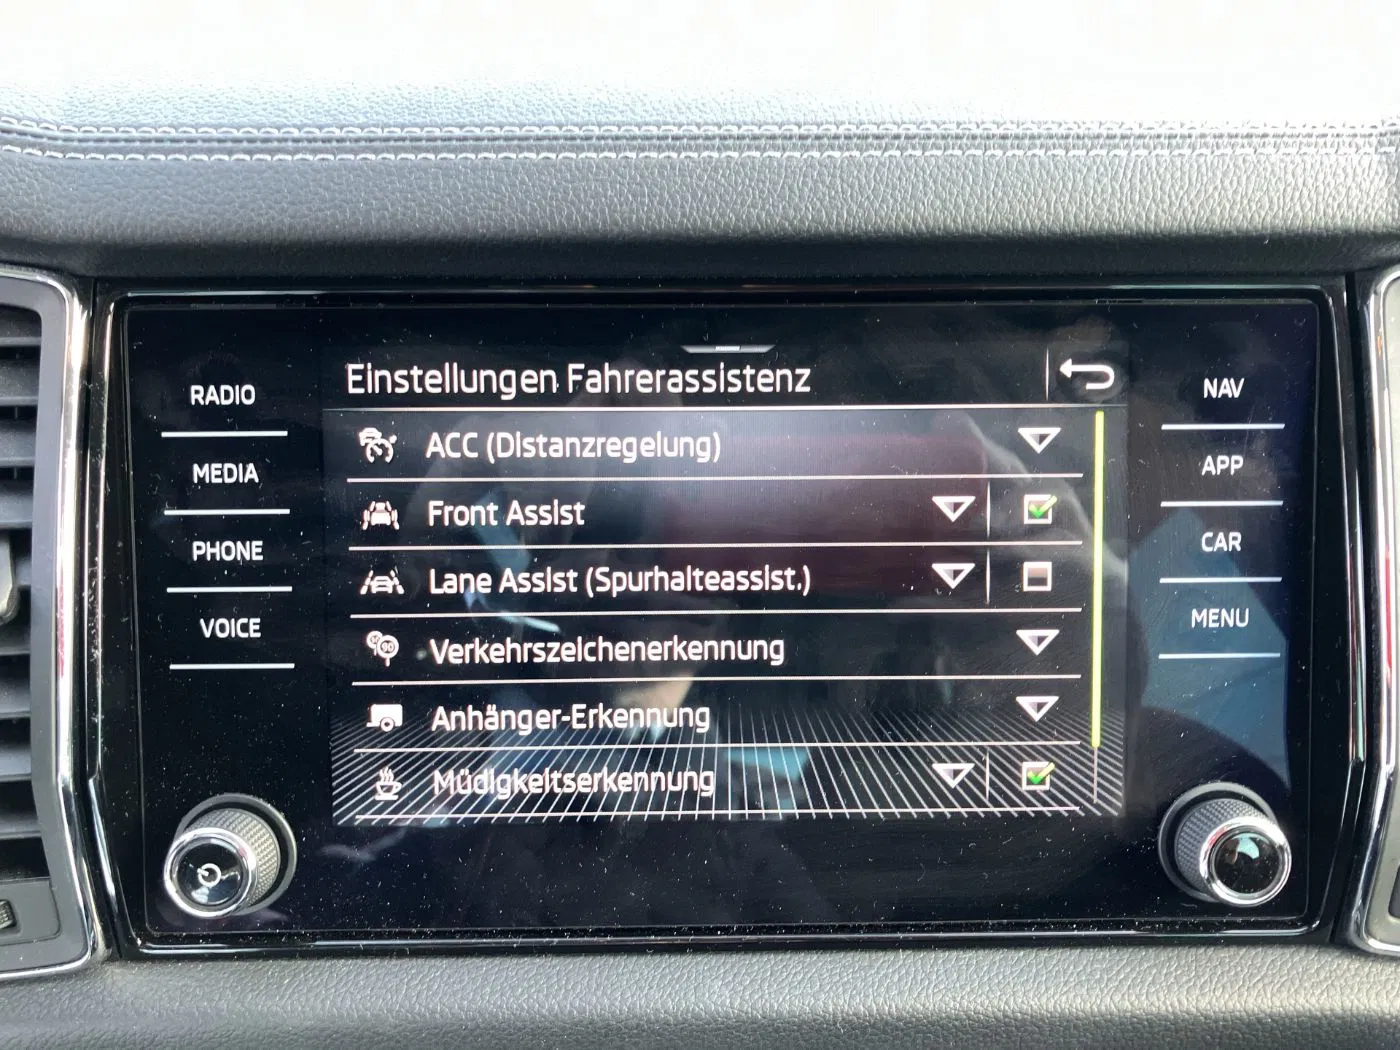 Einstellungen Fahrerassistenz
RADIO
MEDIA
PHONE
VOICE
ACC (Distanzregelung)
Front Assist
Lane Assist (Spurhalteassist.)
Verkehrszeichenerkennung
90
Anhänger-Erkennung
Müdigkeitserkennung
NAV
APP
CAR
MENU